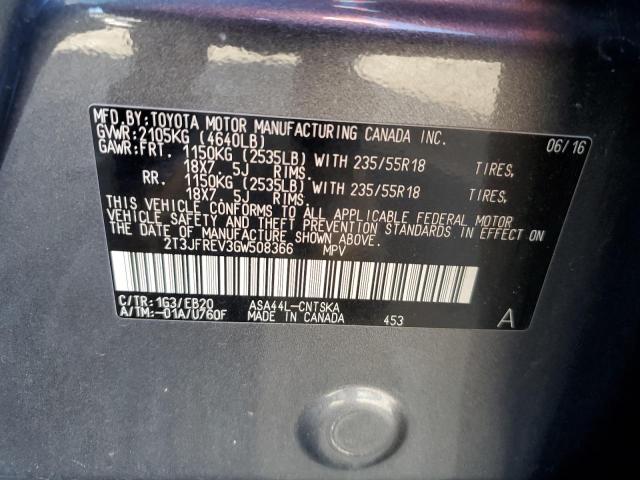 MFD. BY: TOYOTA MOTOR MANUFACTURING CANADA INC. 06/16
GVWR: 2105KG (4640LB)
GAWR: FRT. 1150KG (2535LB) WITH 235/55R18 TIRES,
18X7 5J RIMS.
RR. 1150KG (2535LB) WITH 235/55R18 TIRES,
18X7 5J RIMS.
THIS VEHICLE CONFORMS TO ALL APPLICABLE FEDERAL MOTOR
VEHICLE SAFETY AND THEFT PREVENTION STANDARDS IN EFFECT ON
THE DATE OF MANUFACTURE SHOWN ABOVE.
2T3JFREV3GW508366 MPV
C/TR: 1G3/EB20 ASA44L-CNTSKA
A/TM: -01A/U760F MADE IN CANADA 453 A